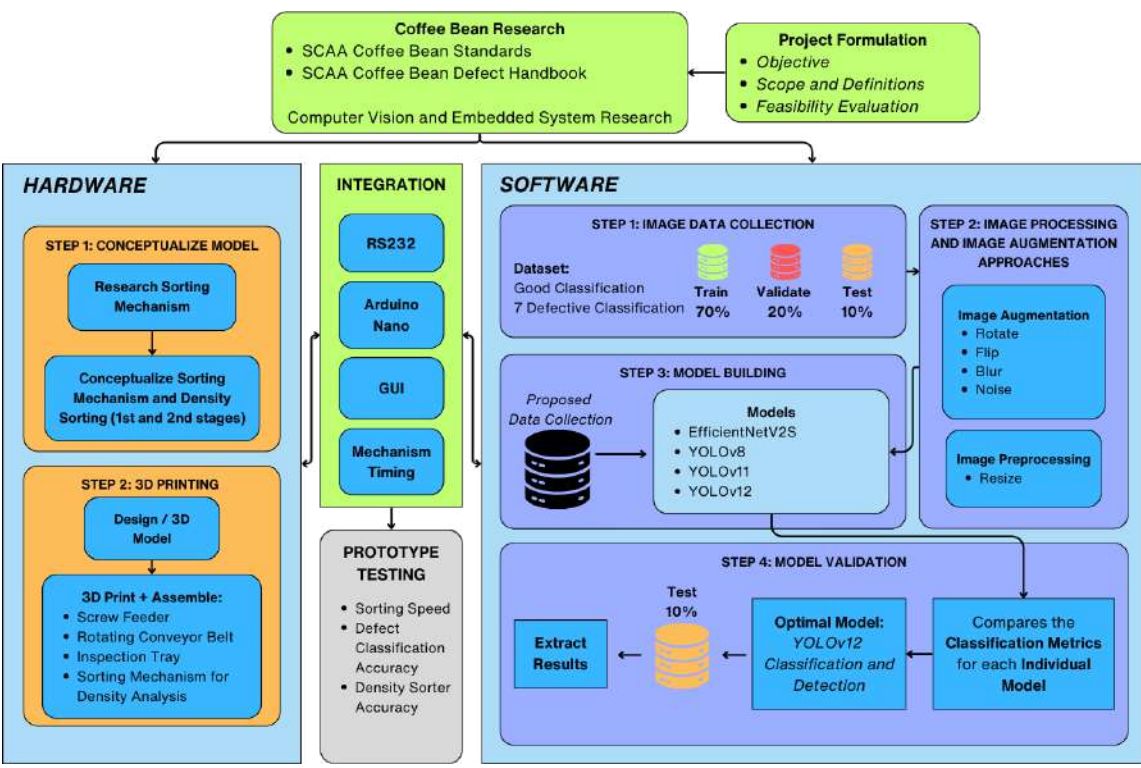 Coffee Bean Research
• SCAA Coffee Bean Standards
• SCAA Coffee Bean Defect Handbook
Computer Vision and Embedded System Research
Project Formulation
• Objective
• Scope and Definitions
• Feasibility Evaluation
HARDWARE
STEP 1: CONCEPTUALIZE MODEL
Research Sorting
Mechanism
Conceptualize Sorting
Mechanism and Density
Sorting (1st and 2nd stages)
STEP 2: 3D PRINTING
Design / 3D
Model
3D Print + Assemble:
• Screw Feeder
• Rotating Conveyor Belt
• Inspection Tray
• Sorting Mechanism for
Density Analysis
INTEGRATION
RS232
Arduino
Nano
GUI
Mechanism
Timing
PROTOTYPE
TESTING
• Sorting Speed
• Defect
Classification
Accuracy
• Density Sorter
Accuracy
SOFTWARE
STEP 1: IMAGE DATA COLLECTION
Dataset:
Good Classification
7 Defective Classification
Train
70%
Validate
20%
Test
10%
STEP 2: IMAGE PROCESSING
AND IMAGE AUGMENTATION
APPROACHES
Image Augmentation
• Rotate
• Flip
• Blur
• Noise
Image Preprocessing
• Resize
STEP 3: MODEL BUILDING
Proposed
Data Collection
Models
• EfficientNetV2S
• YOLOv8
• YOLOv11
• YOLOv12
STEP 4: MODEL VALIDATION
Extract
Results
Test
10%
Optimal Model:
YOLOv12
Classification and
Detection
Compares the
Classification Metrics
for each Individual
Model